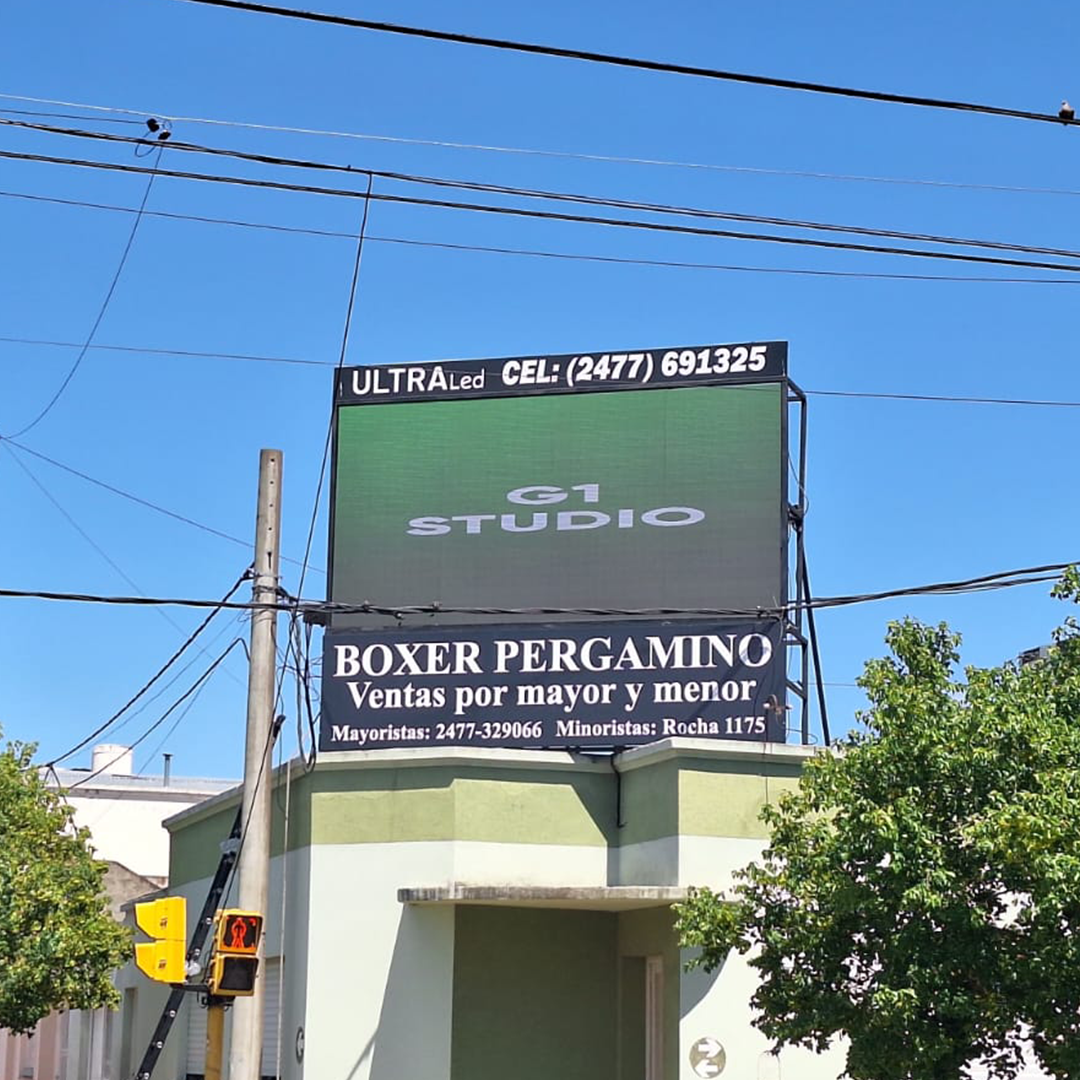 ULTRALed CEL: (2477) 691325
G1
STUDIO
BOXER PERGAMINO
Ventas por mayor y menor
Mayoristas: 2477-329066 Minoristas: Rocha 1175